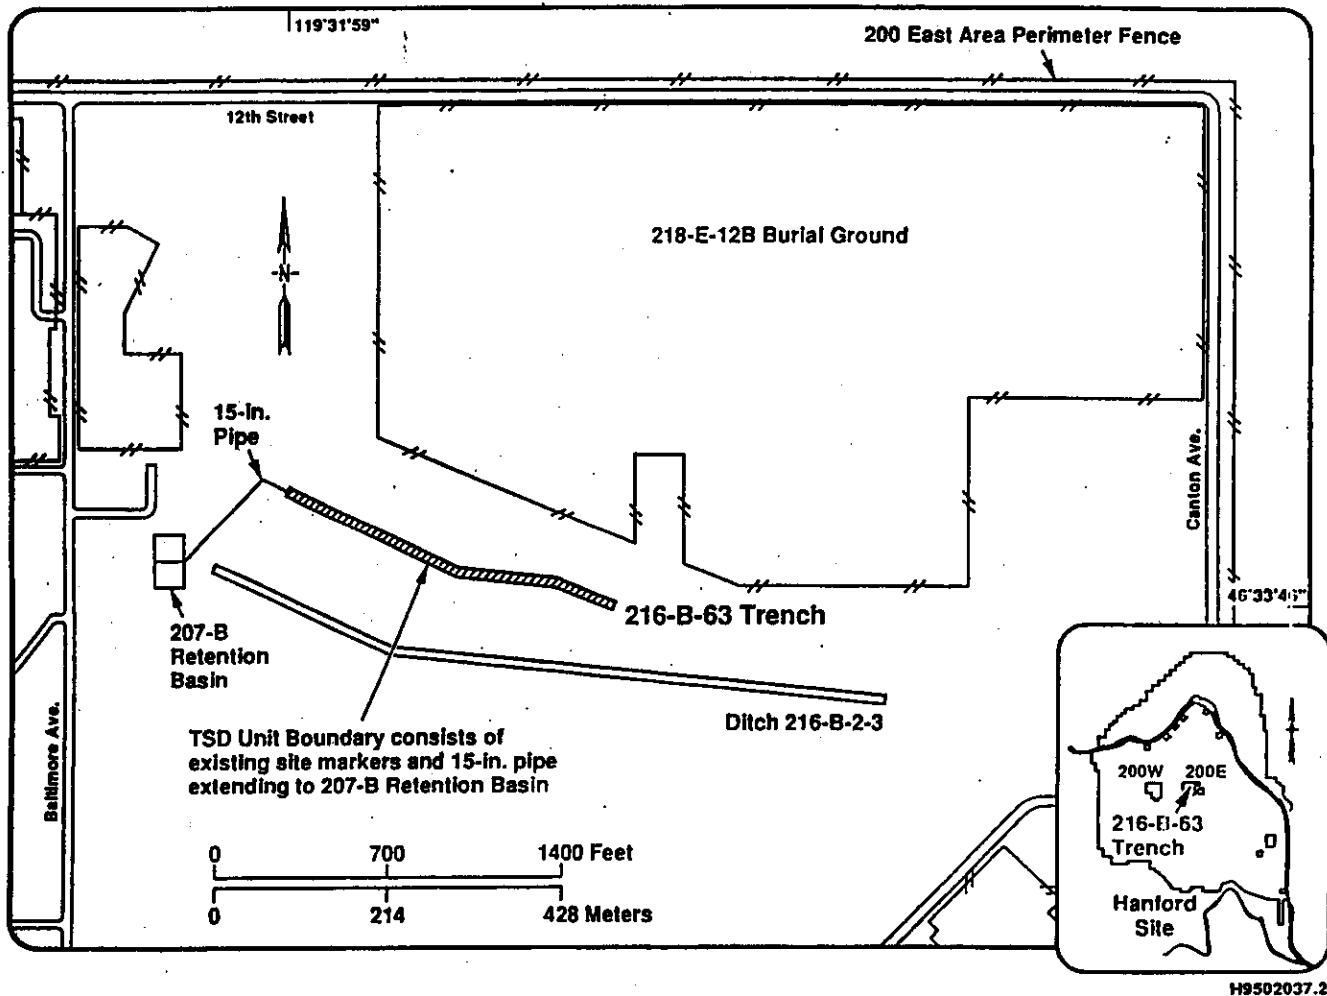 119°31'59"
200 East Area Perimeter Fence
12th Street
N
218-E-12B Burial Ground
15-in.
Pipe
Canton Ave.
46°33'46"
216-B-63 Trench
207-B
Retention
Basin
Ditch 216-B-2-3
TSD Unit Boundary consists of
existing site markers and 15-in. pipe
extending to 207-B Retention Basin
Baltimore Ave.
0 700 1400 Feet
0 214 428 Meters
200W 200E
216-B-63
Trench
Hanford
Site
H9502037.2